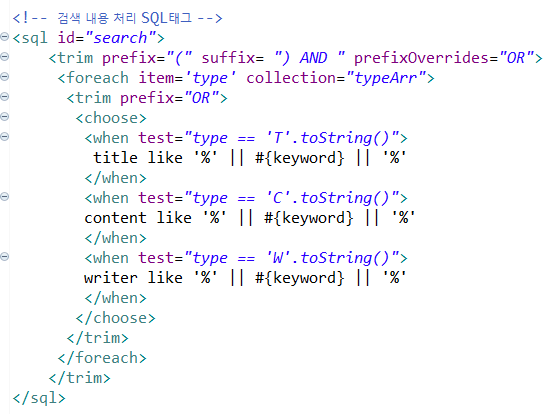 <!-- 검색 내용 처리 SQL태그 -->
<sql id="search">
<trim prefix="(" suffix= ") AND " prefixOverrides="OR">
<foreach item='type' collection="typeArr">
<trim prefix="OR">
<choose>
<when test="type == 'T'.toString()">
title like '%' || #{keyword} || '%'
</when>
<when test="type == 'C'.toString()">
content like '%' || #{keyword} || '%'
</when>
<when test="type == 'W'.toString()">
writer like '%' || #{keyword} || '%'
</when>
</choose>
</trim>
</foreach>
</trim>
</sql>